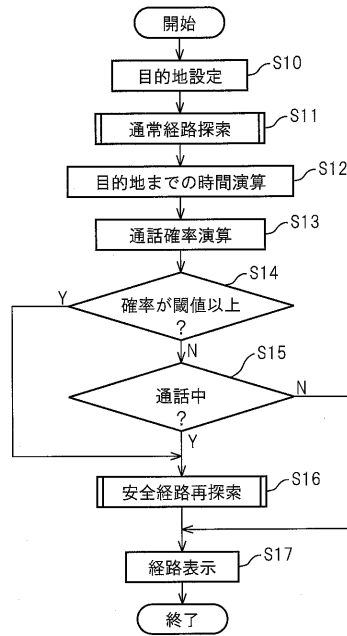 開始
目的地設定
S10
通常経路探索
S11
目的地までの時間演算
S12
通話確率演算
S13
確率が閾値以上
?
S14
Y
N
通話中
?
S15
N
Y
安全経路再探索
S16
経路表示
S17
終了